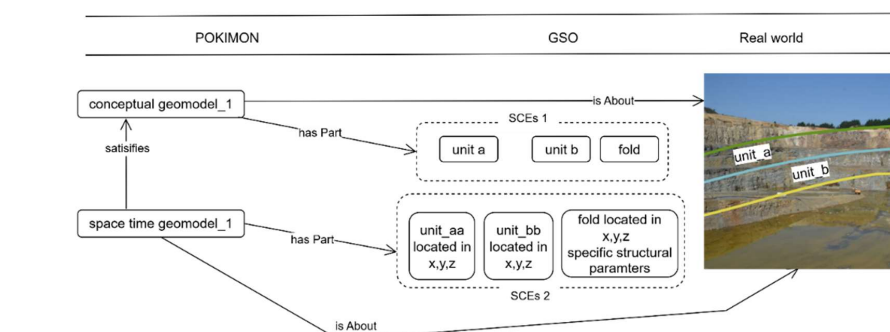 POKIMON GSO Real world
conceptual geomodel_1
is About
SCEs 1
has Part
satisifies
unit a
unit b
fold
unit_a
unit_b
space time geomodel_1
has Part
unit_aa
located in
x,y,z
unit_bb
located in
x,y,z
fold located in
x,y,z
specific structural
paramters
SCEs 2
is About